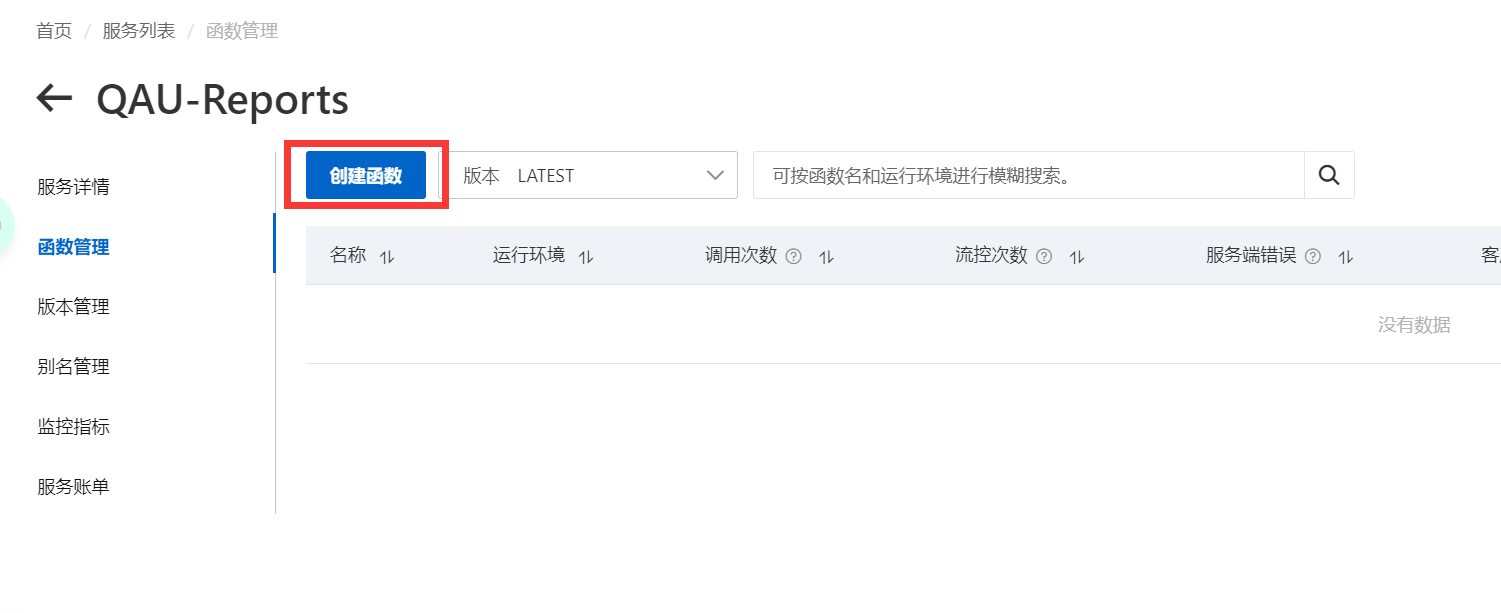 首页 / 服务列表 / 函数管理
QAU-Reports
服务详情
函数管理
版本管理
别名管理
监控指标
服务账单
创建函数 版本 LATEST 可按函数名和运行环境进行模糊搜索。
名称 运行环境 调用次数 流控次数 服务端错误
没有数据